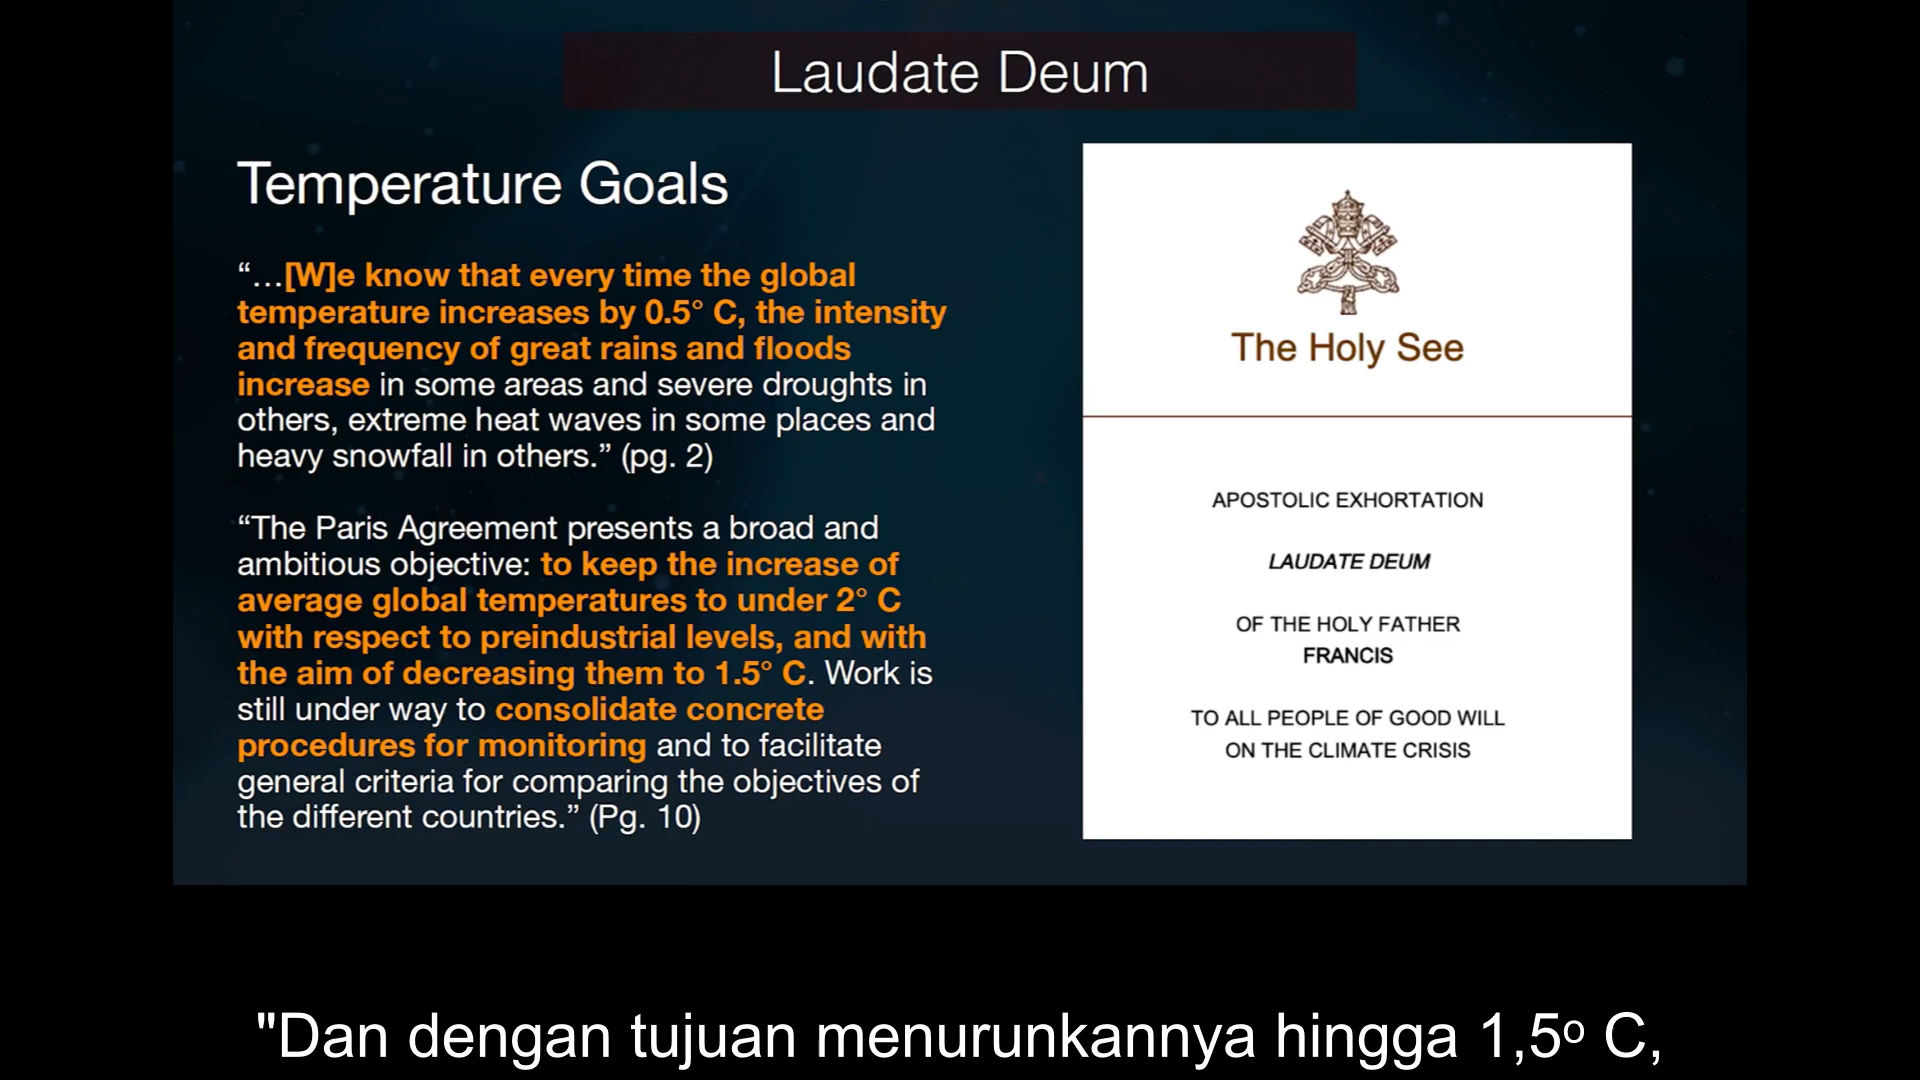 Laudate Deum
Temperature Goals
“…[W]e know that every time the global
temperature increases by 0.5° C, the intensity
and frequency of great rains and floods
increase in some areas and severe droughts in
others, extreme heat waves in some places and
heavy snowfall in others.” (pg. 2)
“The Paris Agreement presents a broad and
ambitious objective: to keep the increase of
average global temperatures to under 2° C
with respect to preindustrial levels, and with
the aim of decreasing them to 1.5° C. Work is
still under way to consolidate concrete
procedures for monitoring and to facilitate
general criteria for comparing the objectives of
the different countries.” (Pg. 10)
The Holy See
APOSTOLIC EXHORTATION
LAUDATE DEUM
OF THE HOLY FATHER
FRANCIS
TO ALL PEOPLE OF GOOD WILL
ON THE CLIMATE CRISIS
"Dan dengan tujuan menurunkannya hingga 1,5º C,